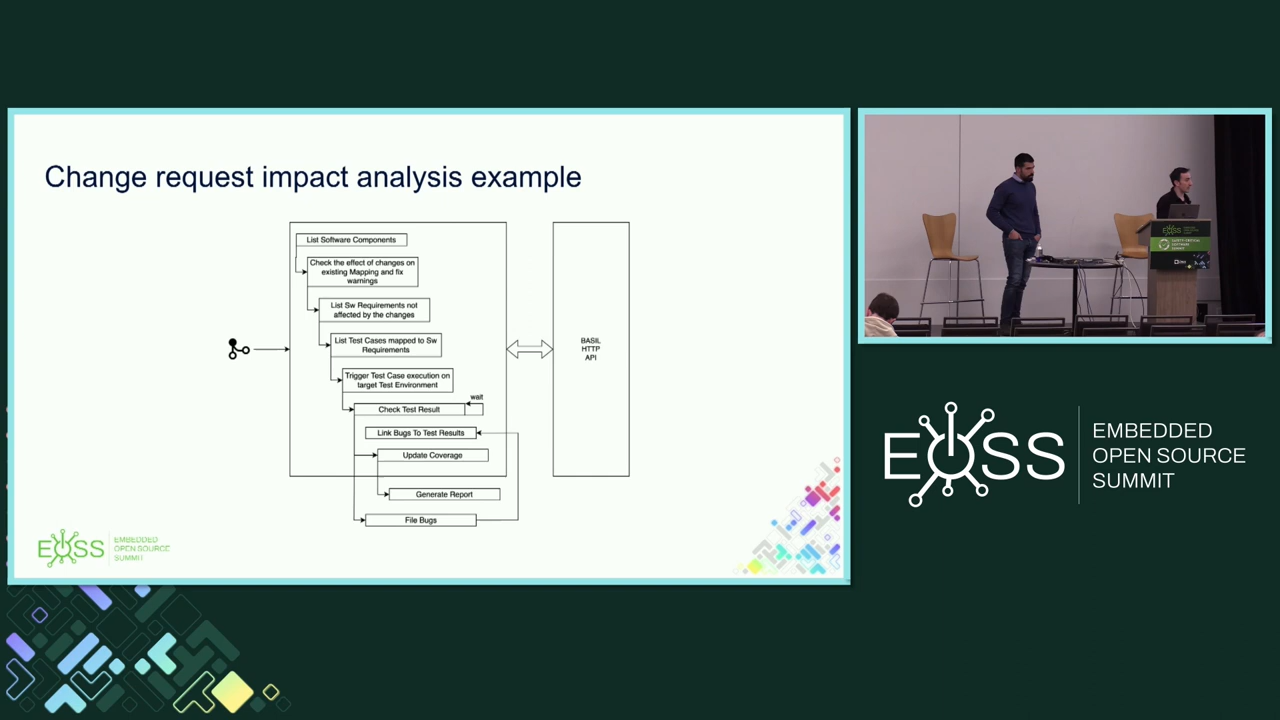 Change request impact analysis example
List Software Components
Check the effect of changes on
existing Mapping and fix
warnings
List Sw Requirements not
affected by the changes
List Test Cases mapped to Sw
Requirements
Trigger Test Case execution on
target Test Environment
wait
Check Test Result
Link Bugs To Test Results
Update Coverage
Generate Report
File Bugs
BASIL
HTTP
API
EOSS
EMBEDDED
OPEN SOURCE
SUMMIT
EOSS
EOSS
EMBEDDED
OPEN SOURCE
SUMMIT